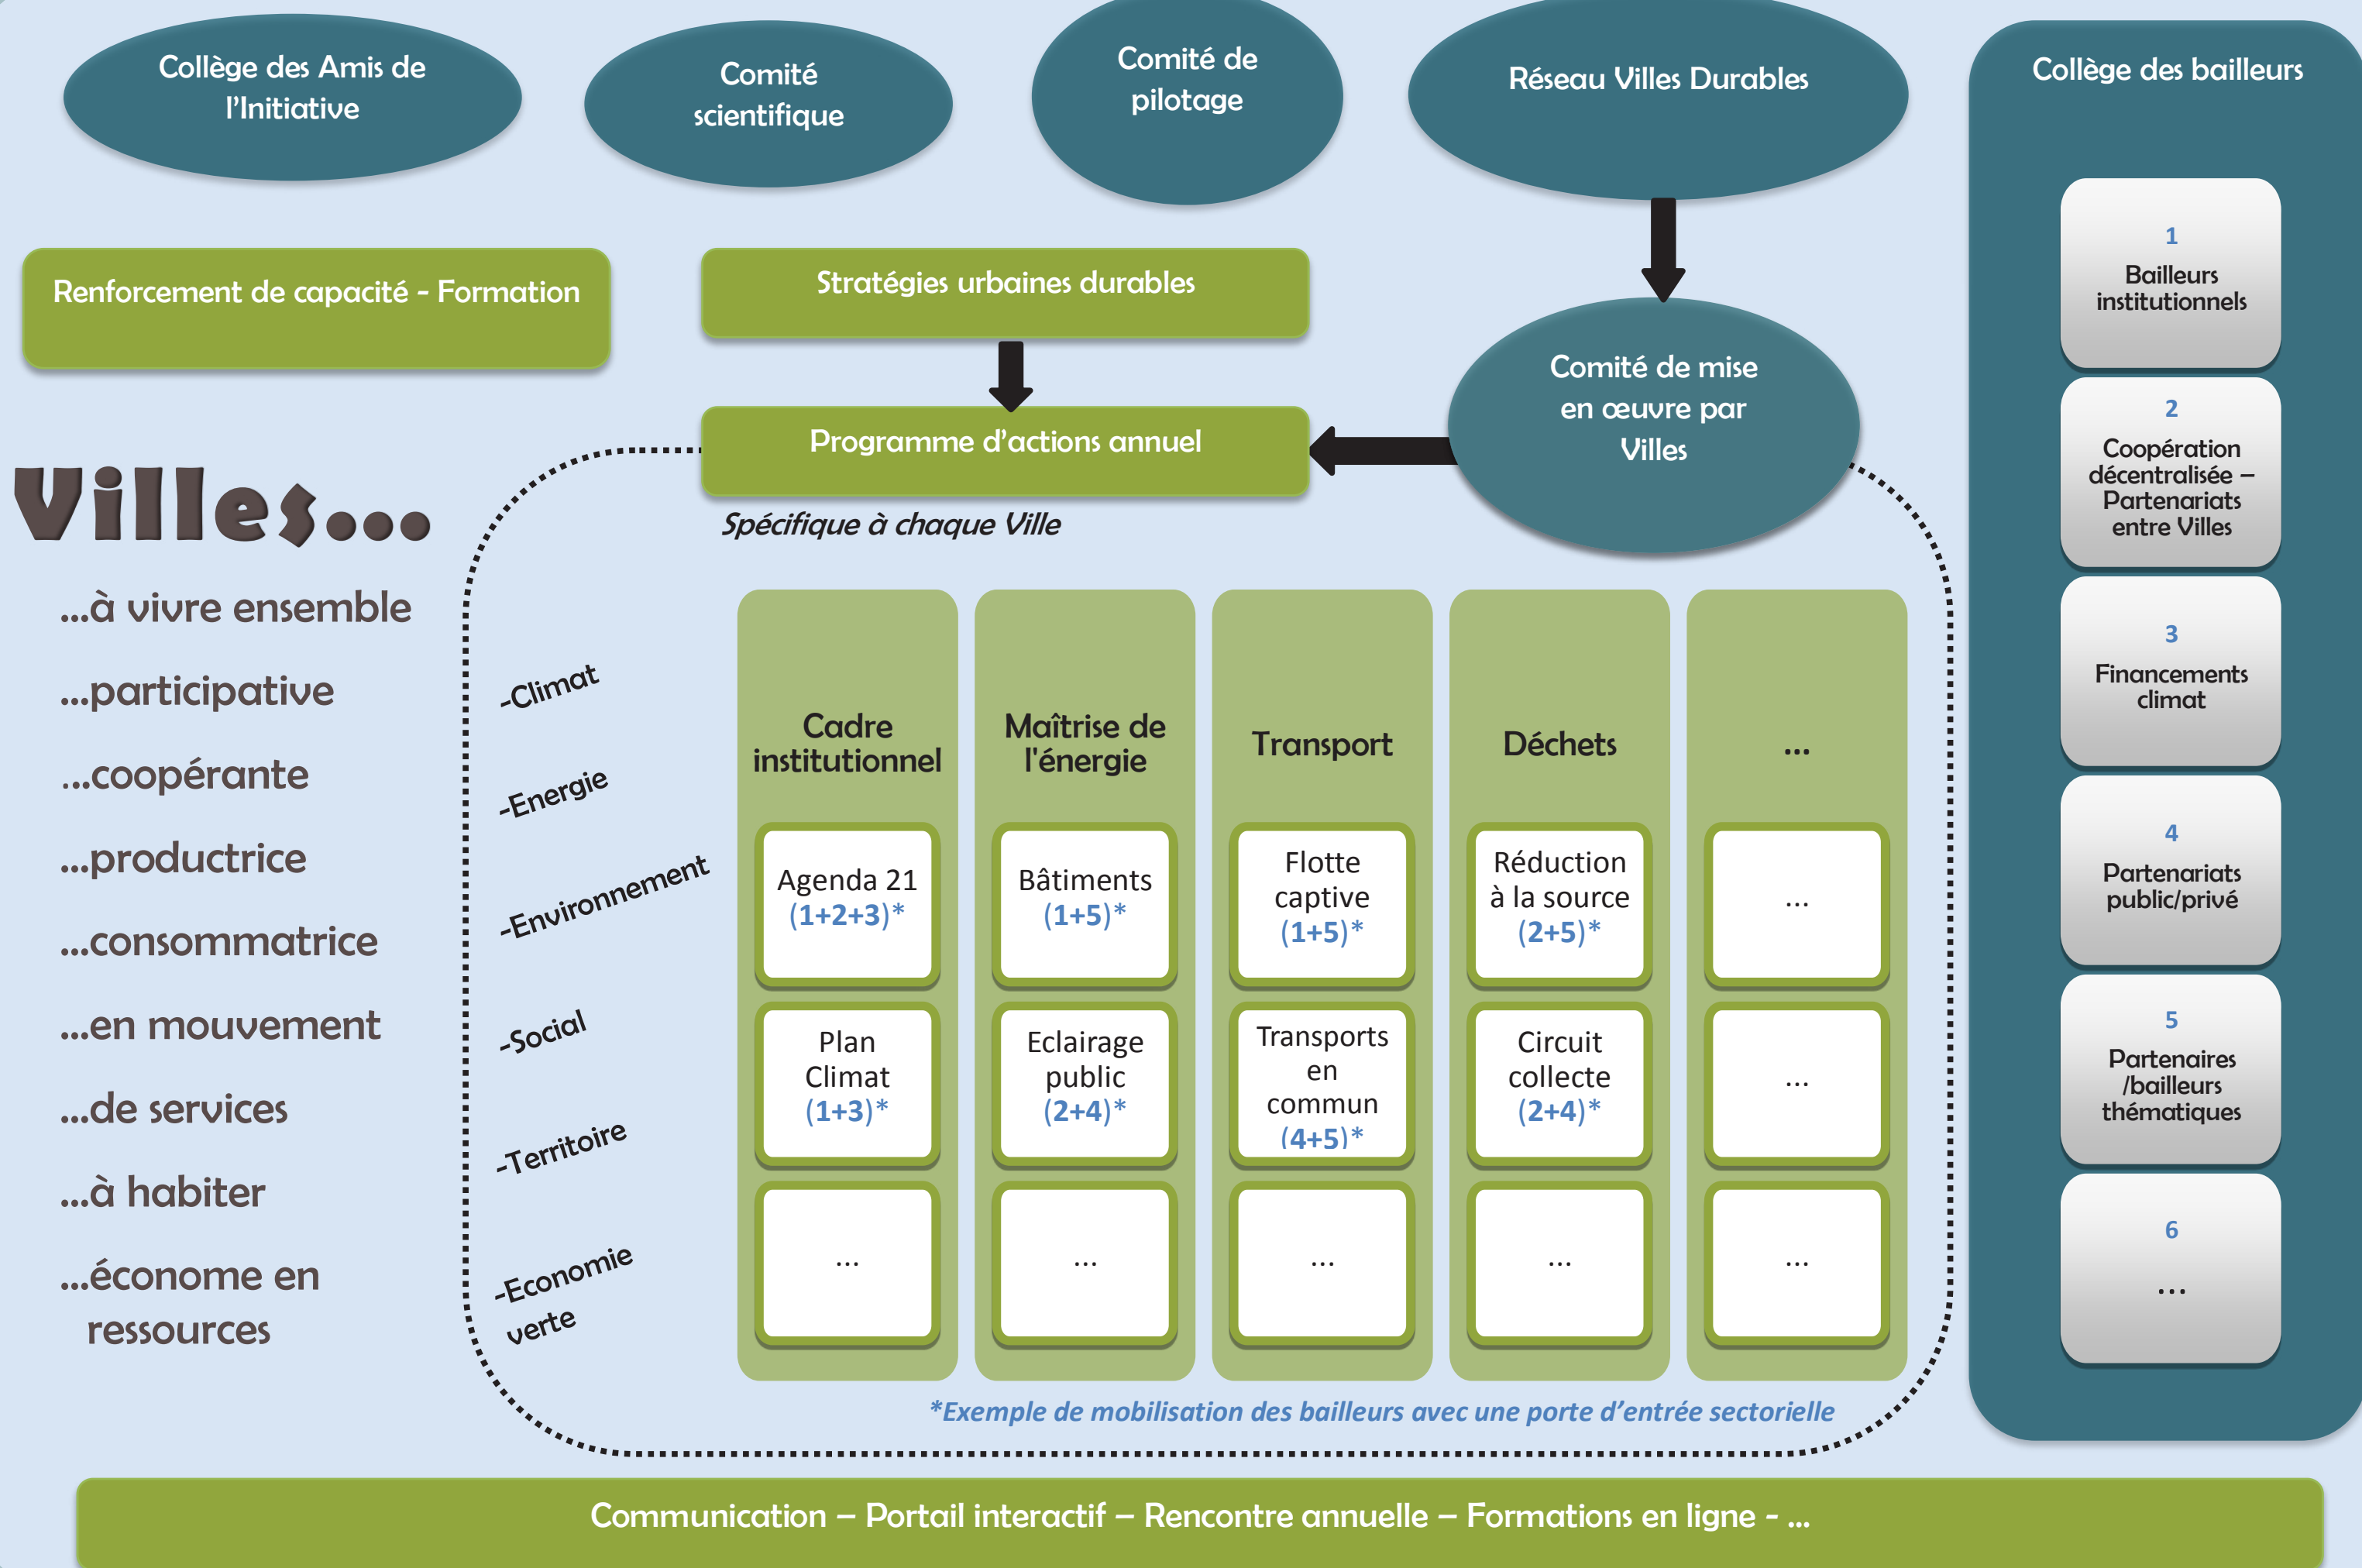 Collège des Amis de
l'Initiative
Comité
scientifique
Comité de
pilotage
Réseau Villes Durables
Collège des bailleurs
Renforcement de capacité - Formation
Stratégies urbaines durables
Programme d'actions annuel
Spécifique à chaque Ville
Comité de mise
en œuvre par
Villes
Villes...
...à vivre ensemble
...participative
...coopérante
...productrice
...consommatrice
...en mouvement
...de services
...à habiter
...économe en
ressources
-Climat
-Energie
-Environnement
-Social
-Territoire
-Economie
verte
Cadre
institutionnel
Agenda 21
(1+2+3)*
Plan
Climat
(1+3)*
...
Maîtrise de
l'énergie
Bâtiments
(1+5)*
Eclairage
public
(2+4)*
...
Transport
Flotte
captive
(1+5)*
Transports
en
commun
(4+5)*
...
Déchets
Réduction
à la source
(2+5)*
Circuit
collecte
(2+4)*
...
...
...
...
...
*Exemple de mobilisation des bailleurs avec une porte d'entrée sectorielle
1
Bailleurs
institutionnels
2
Coopération
décentralisée –
Partenariats
entre Villes
3
Financements
climat
4
Partenariats
public/privé
5
Partenaires
/bailleurs
thématiques
6
...
Communication – Portail interactif – Rencontre annuelle – Formations en ligne - ...